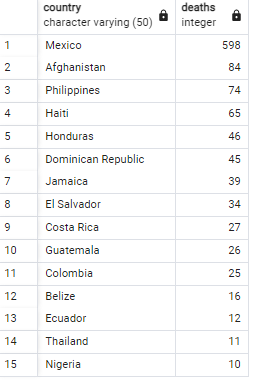 country deaths
character varying (50) integer
1 Mexico 598
2 Afghanistan 84
3 Philippines 74
4 Haiti 65
5 Honduras 46
6 Dominican Republic 45
7 Jamaica 39
8 El Salvador 34
9 Costa Rica 27
10 Guatemala 26
11 Colombia 25
12 Belize 16
13 Ecuador 12
14 Thailand 11
15 Nigeria 10